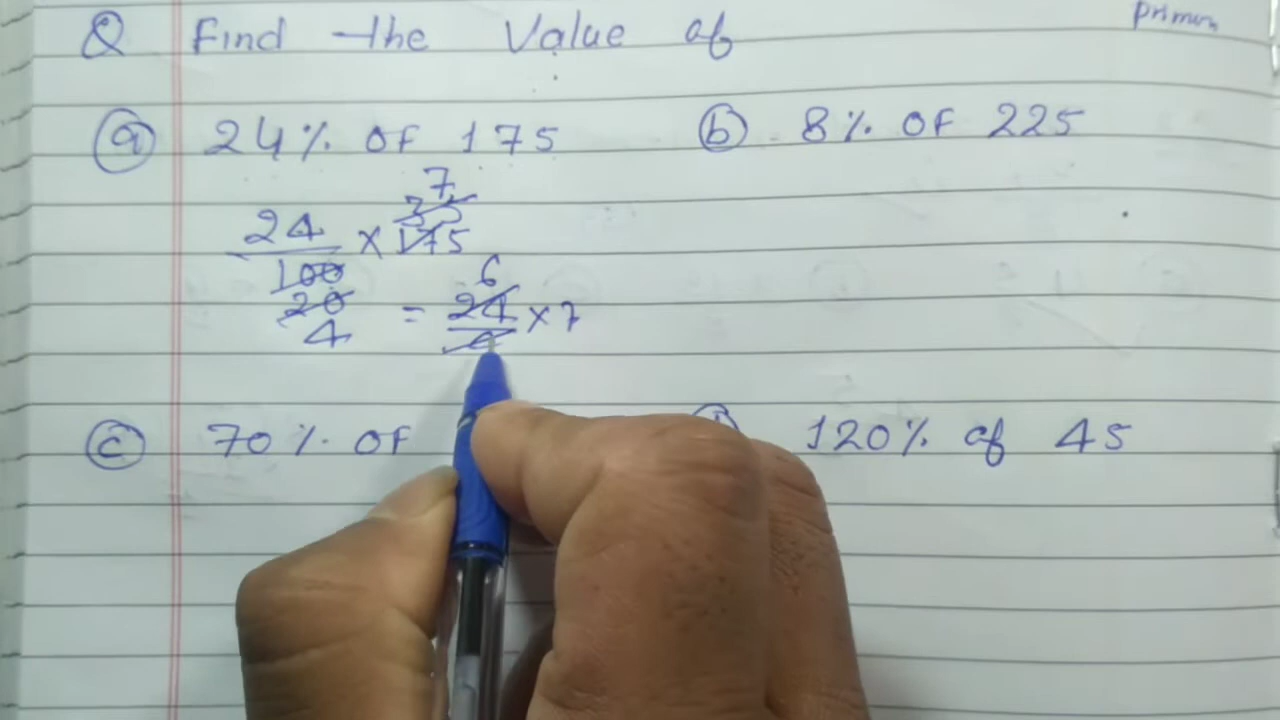 Q Find the Value of
primum
(a) 24% of 175
(b) 8% of 225
7
35
24/100 × 175
20
4
6
= 24/4 × 7
(c) 70% of
120% of 45